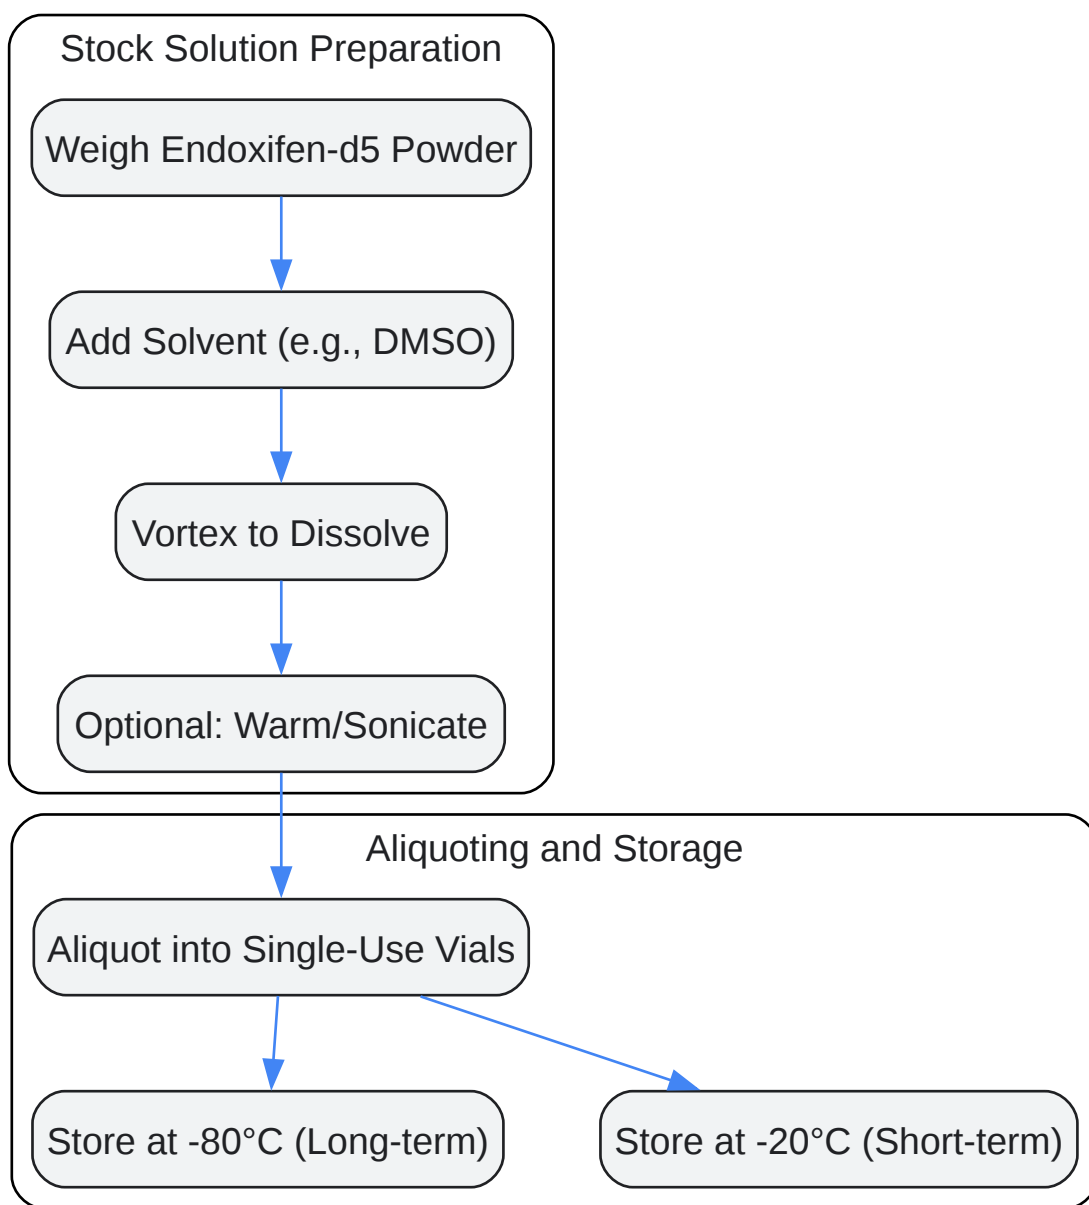 Stock Solution Preparation
Weigh Endoxifen-d5 Powder
Add Solvent (e.g., DMSO)
Vortex to Dissolve
Optional: Warm/Sonicate
Aliquoting and Storage
Aliquot into Single-Use Vials
Store at -80°C (Long-term)
Store at -20°C (Short-term)